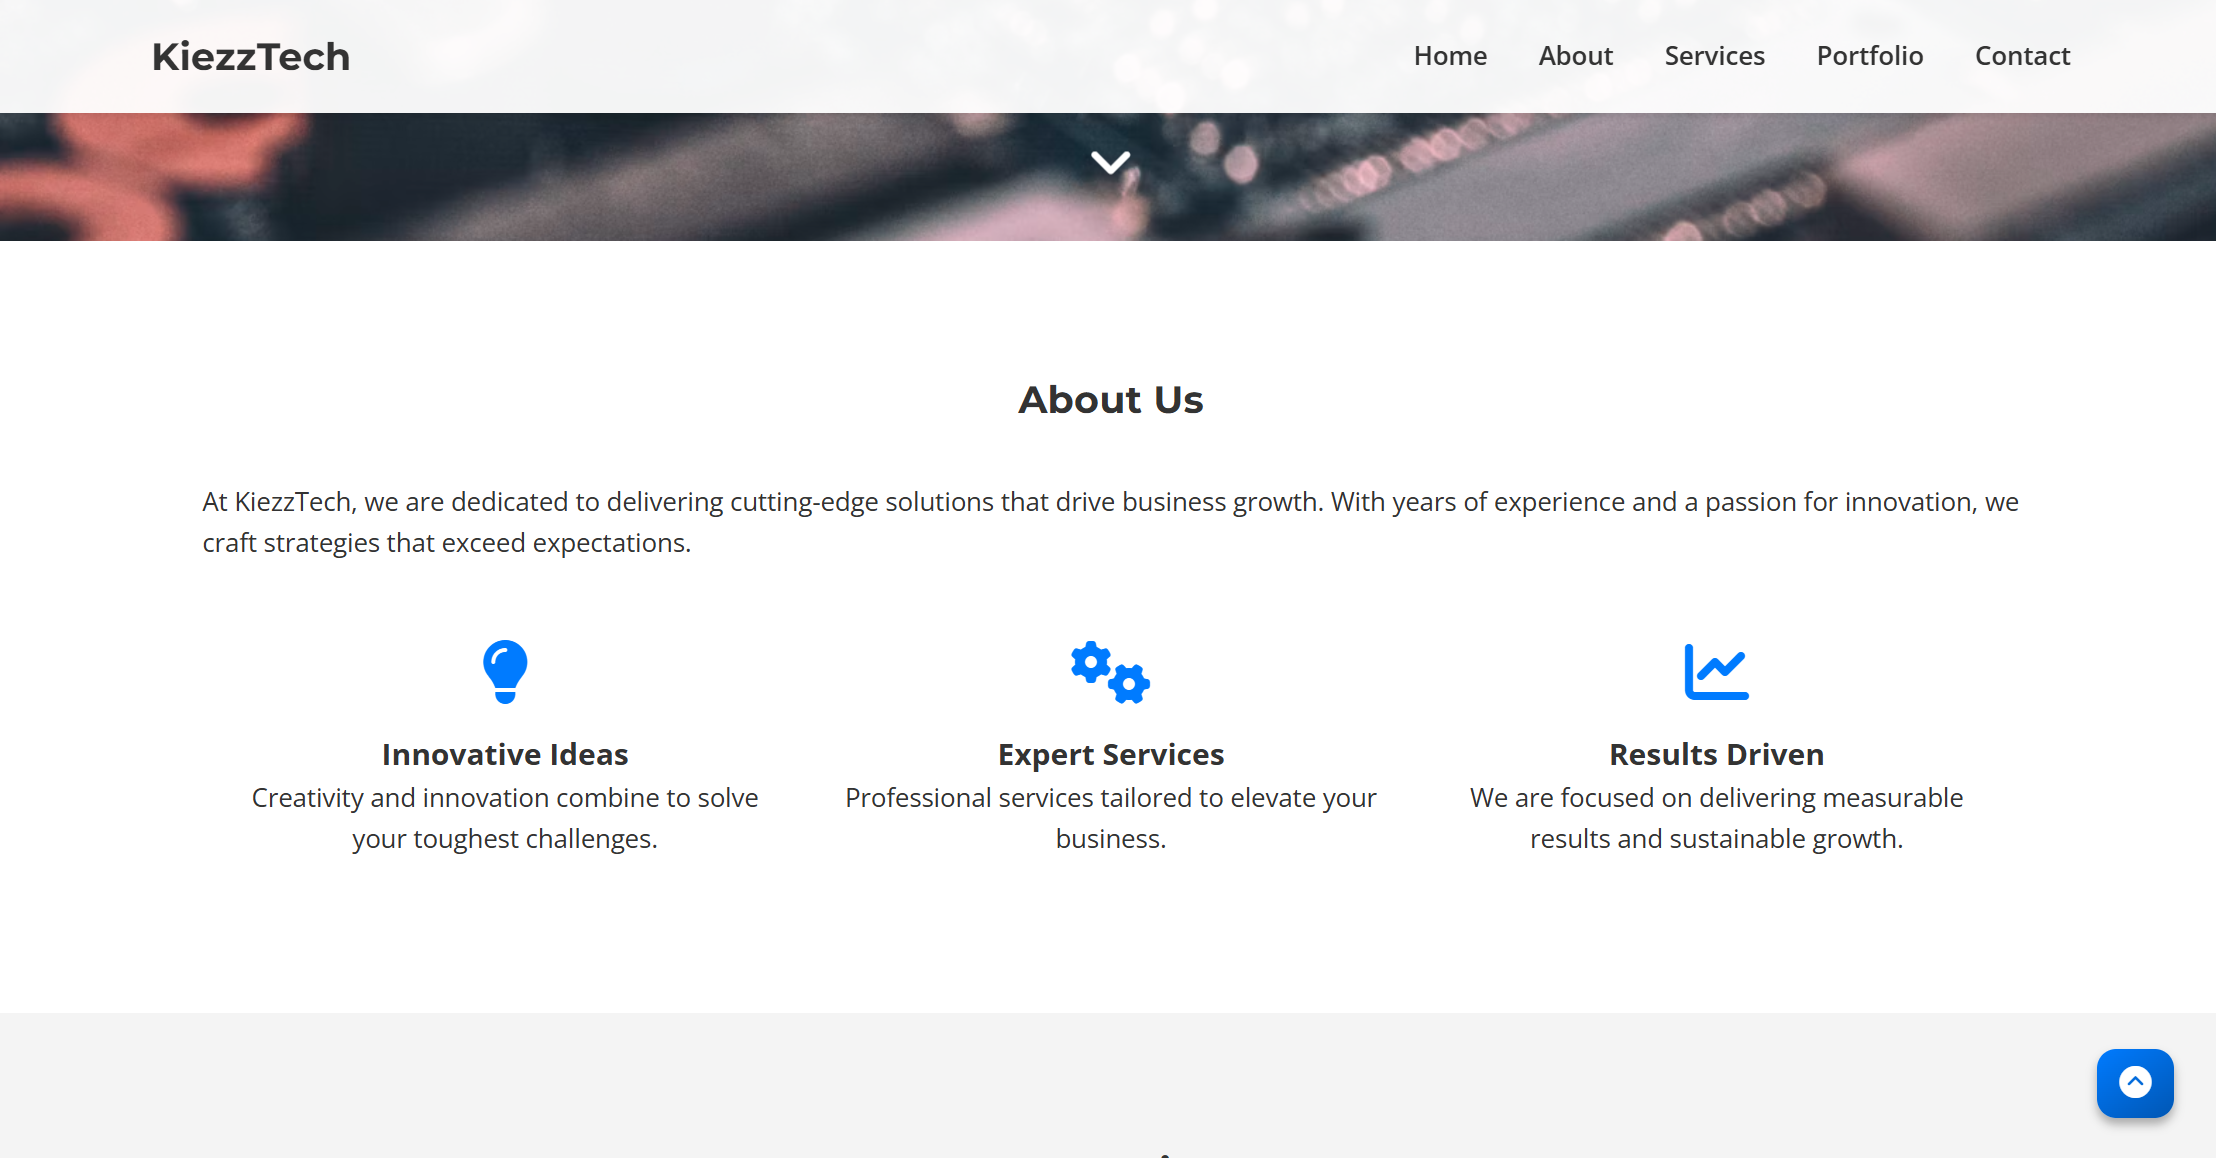 KiezzTech
Home
About
Services
Portfolio
Contact
About Us
At KiezzTech, we are dedicated to delivering cutting-edge solutions that drive business growth. With years of experience and a passion for innovation, we
craft strategies that exceed expectations.
Innovative Ideas
Creativity and innovation combine to solve
your toughest challenges.
Expert Services
Professional services tailored to elevate your
business.
Results Driven
We are focused on delivering measurable
results and sustainable growth.